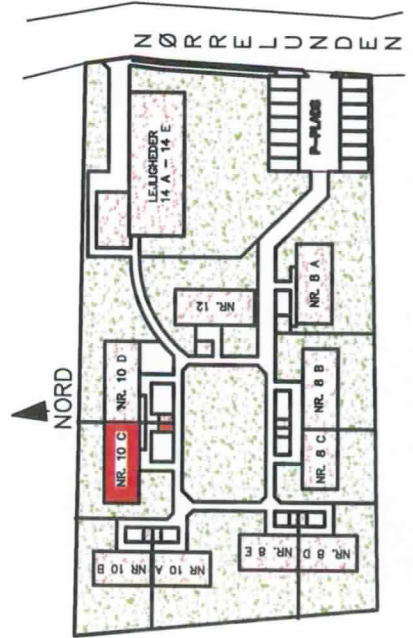 NORD
NØRRELUNDEN
LEJLIGHEDER
14 A - 14 E
P-PLADS
NR. 10 D
NR. 10 C
NR. 12
NR. 8 A
NR. 8 B
NR. 8 C
NR 10 B
NR 10 A
NR. 8 E
NR. 8 D